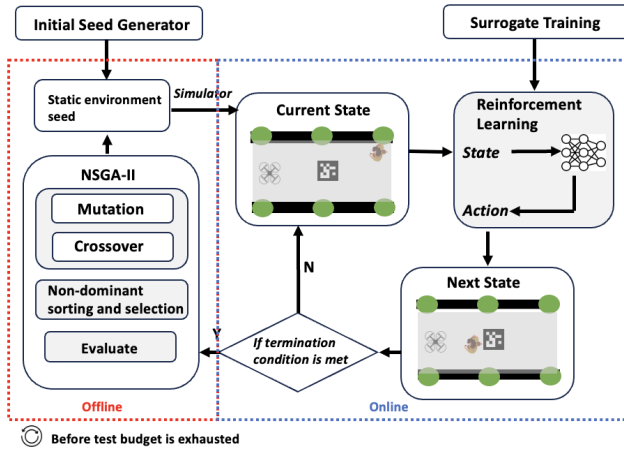 Initial Seed Generator
Surrogate Training
Static environment
seed
Simulator
Current State
Reinforcement
Learning
State
Action
NSGA-II
Mutation
Crossover
Non-dominant
sorting and selection
Evaluate
N
Y
If termination
condition is met
Next State
Offline
Online
Before test budget is exhausted